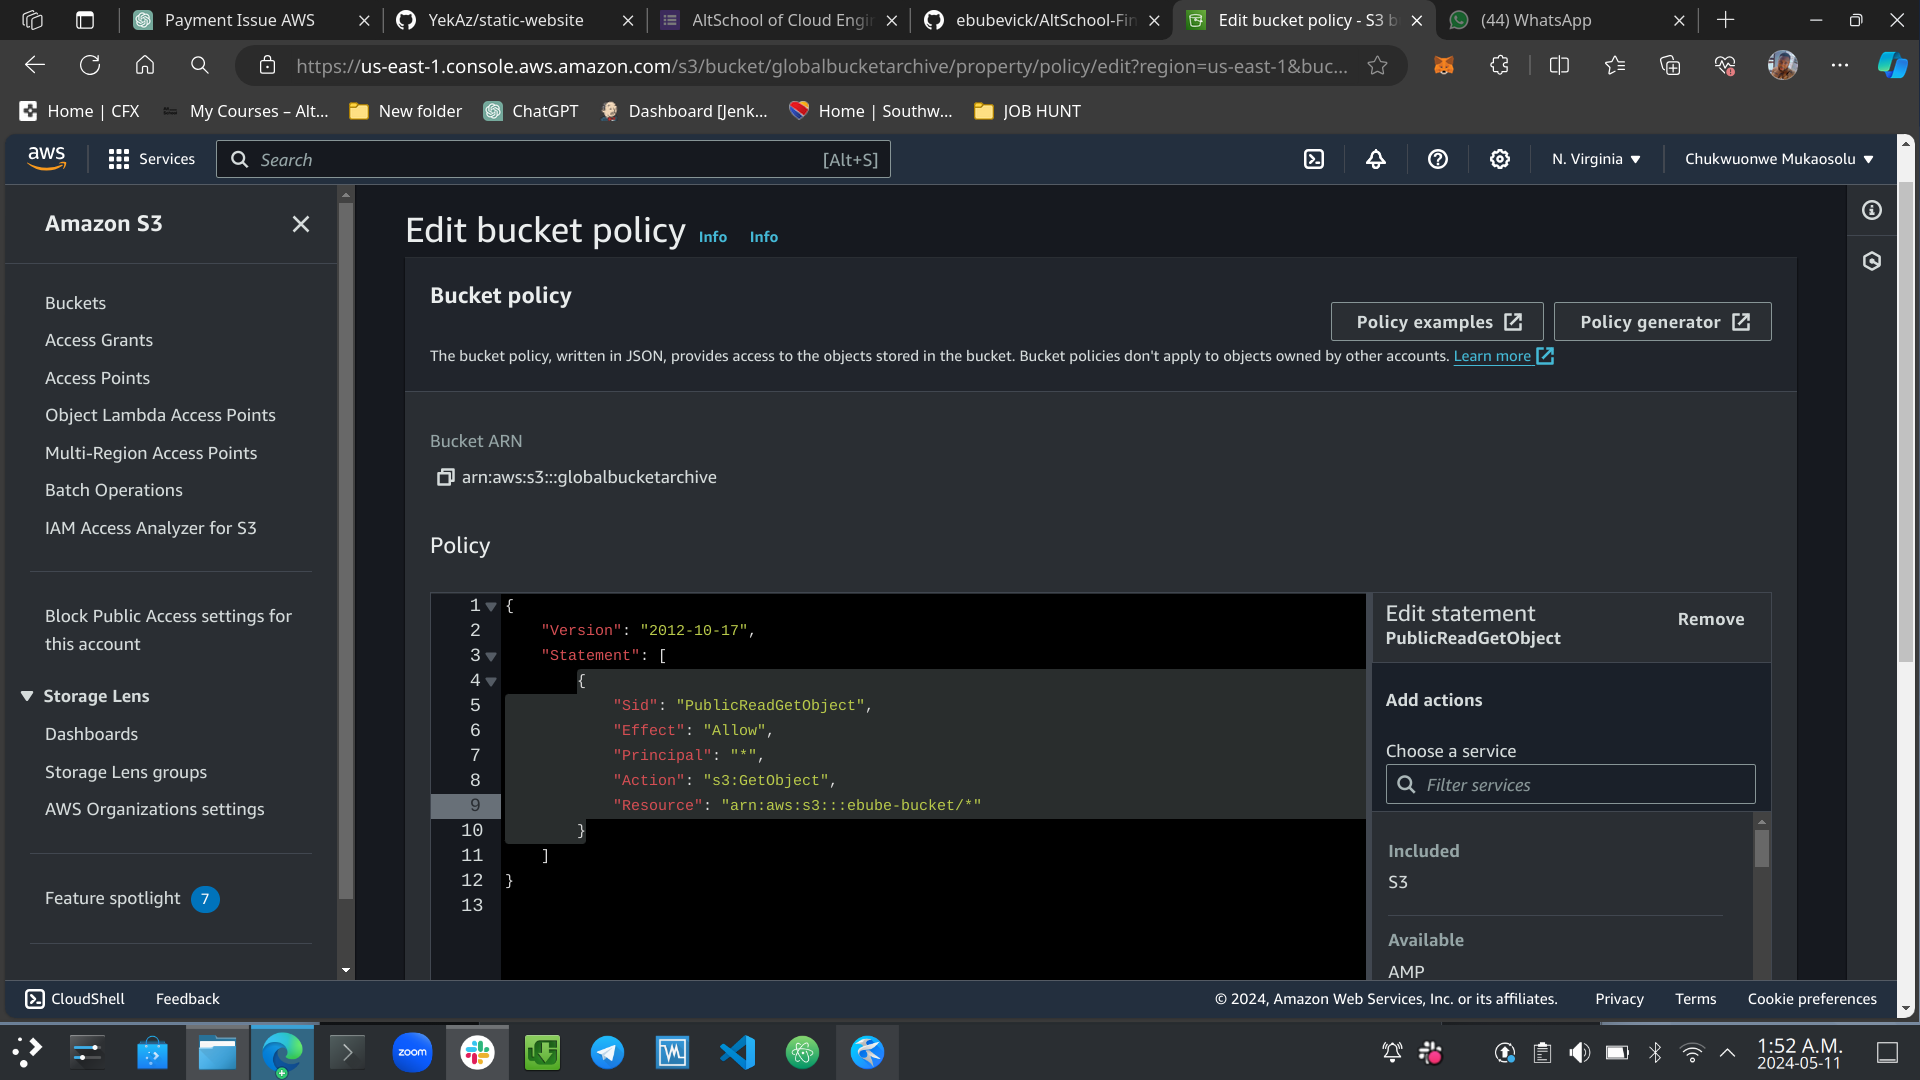 Payment Issue AWS
YekAz/static-website
AltSchool of Cloud Engin
ebubevick/AltSchool-Fin
Edit bucket policy - S3 b
(44) WhatsApp
https://us-east-1.console.aws.amazon.com/s3/bucket/globalbucketarchive/property/policy/edit?region=us-east-1&buc...
Home | CFX
My Courses – Alt...
New folder
ChatGPT
Dashboard [Jenk...
Home | Southw...
JOB HUNT
aws
Services
Search
[Alt+S]
N. Virginia
Chukwuonwe Mukaosolu
Amazon S3
Buckets
Access Grants
Access Points
Object Lambda Access Points
Multi-Region Access Points
Batch Operations
IAM Access Analyzer for S3
Block Public Access settings for
this account
Storage Lens
Dashboards
Storage Lens groups
AWS Organizations settings
Feature spotlight 7
Edit bucket policy Info Info
Bucket policy
Policy examples
Policy generator
The bucket policy, written in JSON, provides access to the objects stored in the bucket. Bucket policies don't apply to objects owned by other accounts. Learn more
Bucket ARN
arn:aws:s3:::globalbucketarchive
Policy
1 {
2 "Version": "2012-10-17",
3 "Statement": [
4 {
5 "Sid": "PublicReadGetObject",
6 "Effect": "Allow",
7 "Principal": "*",
8 "Action": "s3:GetObject",
9 "Resource": "arn:aws:s3:::ebube-bucket/*"
10 }
11 ]
12 }
13
Edit statement
PublicReadGetObject
Remove
Add actions
Choose a service
Filter services
Included
S3
Available
AMP
CloudShell
Feedback
© 2024, Amazon Web Services, Inc. or its affiliates.
Privacy
Terms
Cookie preferences
zoom
1:52 A.M.
2024-05-11